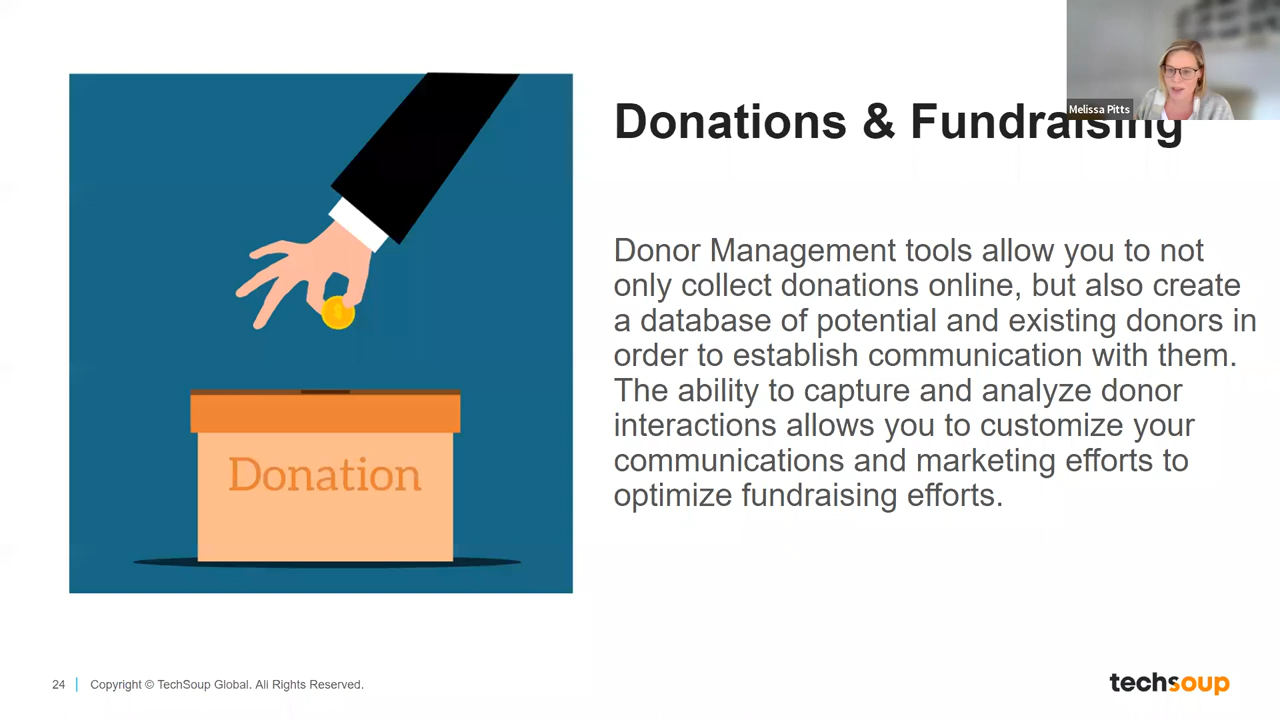 Melissa Pitts
Donations & Fundraising
Donor Management tools allow you to not
only collect donations online, but also create
a database of potential and existing donors in
order to establish communication with them.
The ability to capture and analyze donor
interactions allows you to customize your
communications and marketing efforts to
optimize fundraising efforts.
Donation
24
Copyright © TechSoup Global. All Rights Reserved.
techsoup